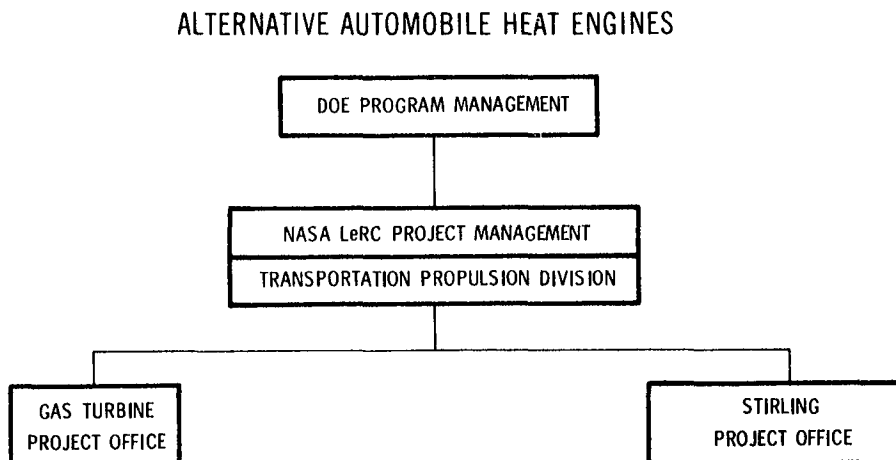 ALTERNATIVE AUTOMOBILE HEAT ENGINES
DOE PROGRAM MANAGEMENT
NASA LeRC PROJECT MANAGEMENT
TRANSPORTATION PROPULSION DIVISION
GAS TURBINE
PROJECT OFFICE
STIRLING
PROJECT OFFICE